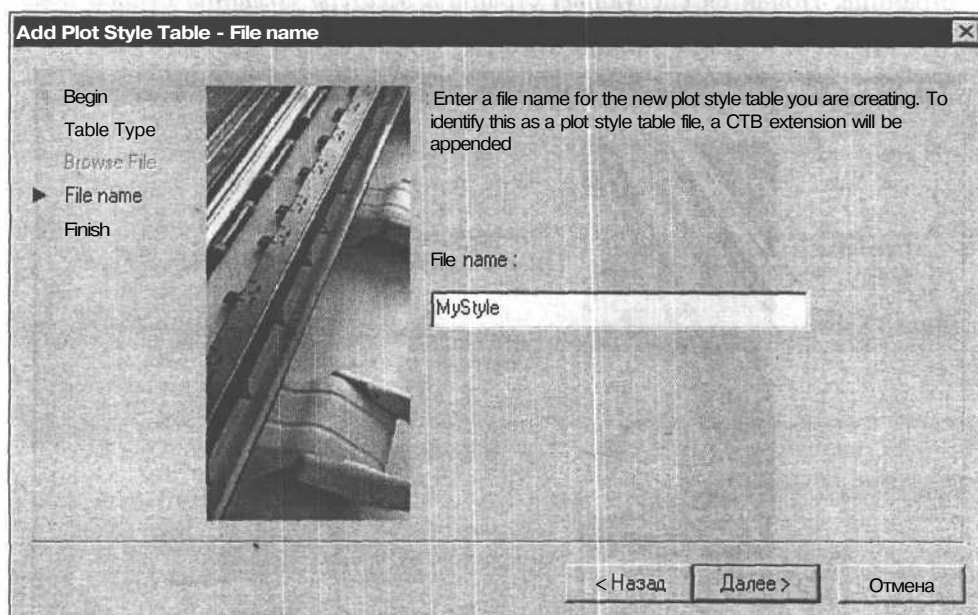 Add Plot Style Table - File name
Begin
Table Type
Browse File
File name
Finish
Enter a file name for the new plot style table you are creating. To
identify this as a plot style table file, a CTB extension will be
appended
File name :
MyStyle
< Назад
Далее >
Отмена